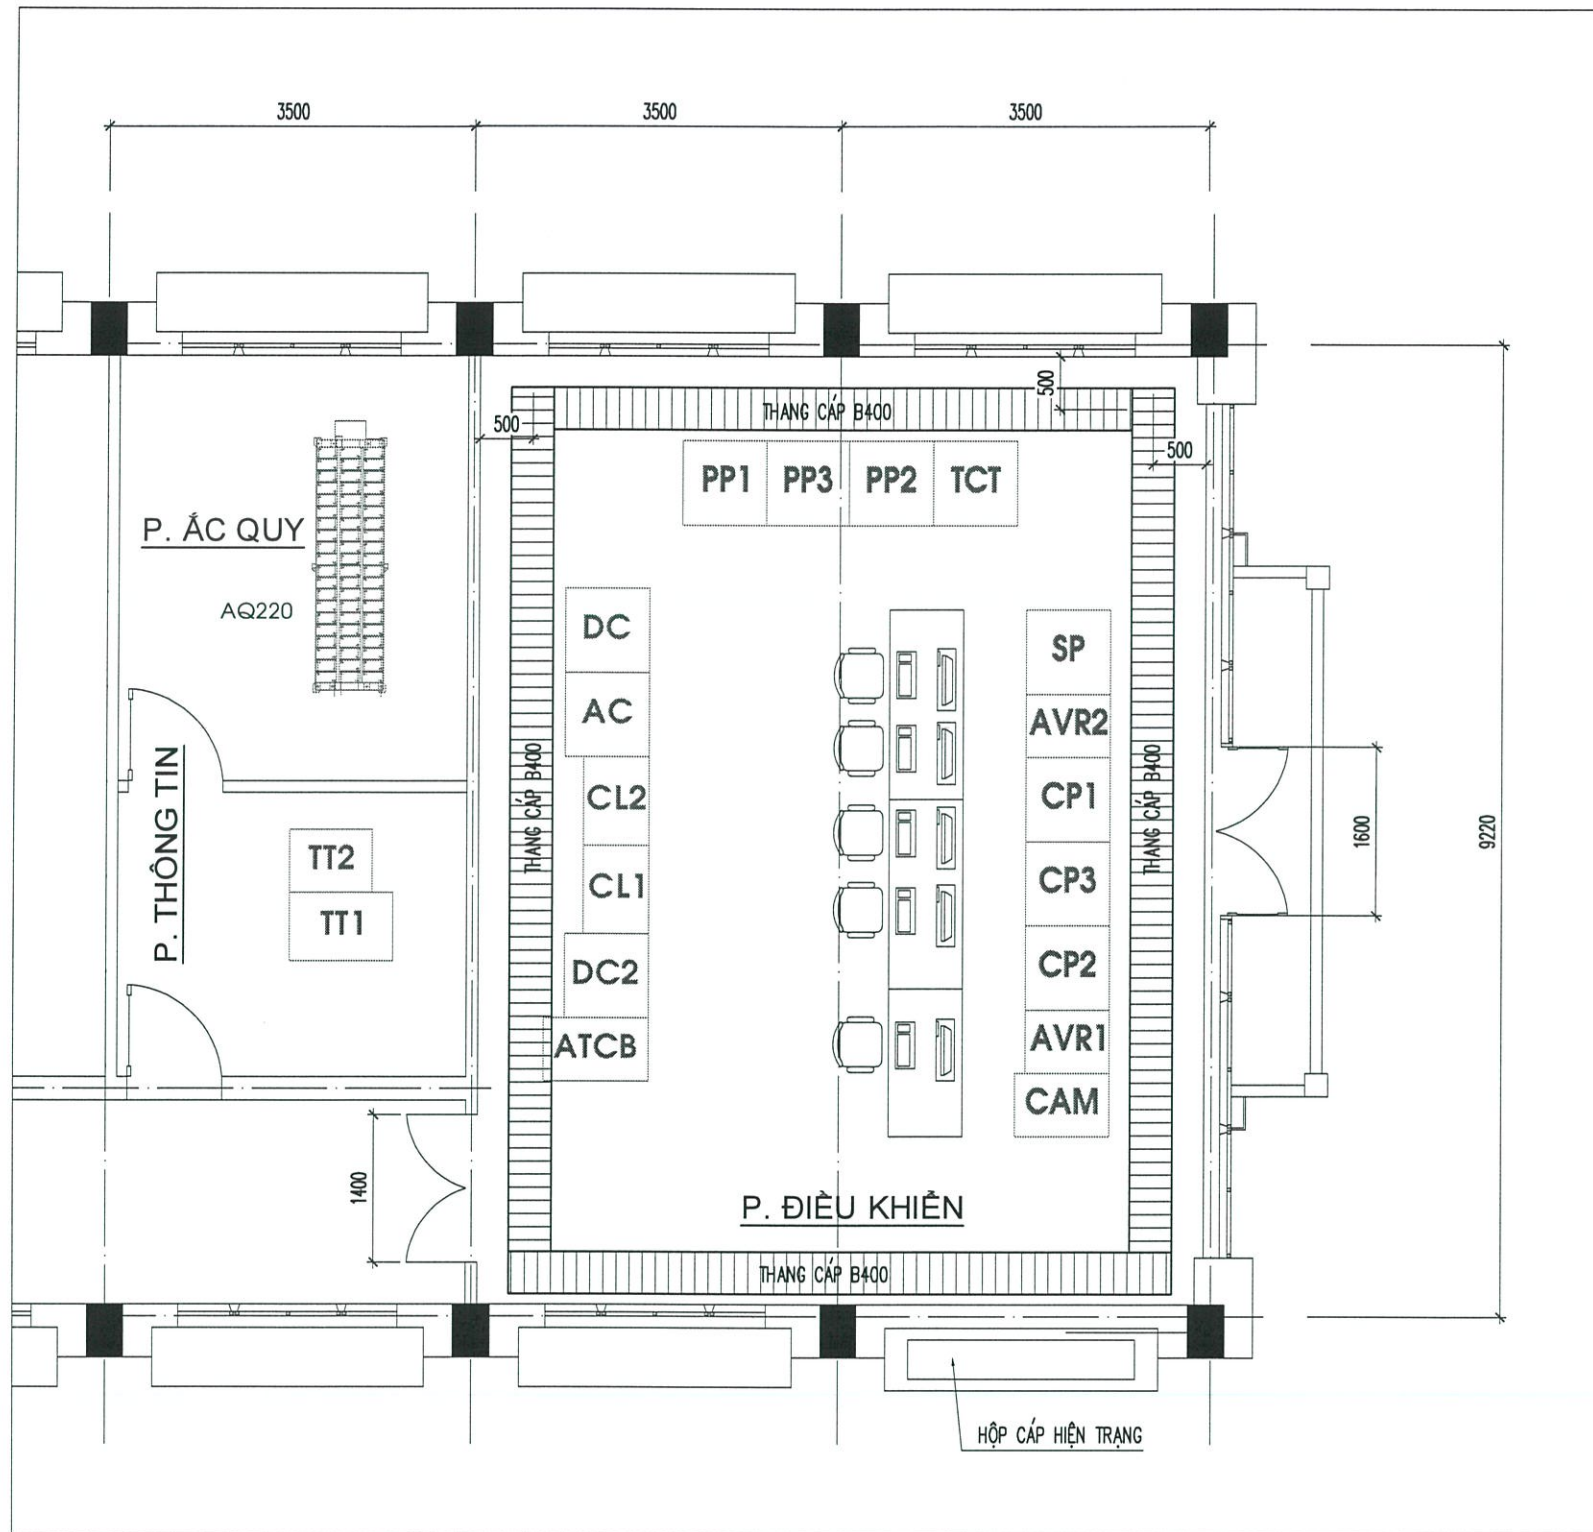 3500
3500
3500
500
THANG CÁP B400
500
500
PP1
PP3
PP2
TCT
P. ẮC QUY
AQ220
DC
AC
CL2
CL1
DC2
ATCB
THANG CÁP B400
SP
AVR2
CP1
CP3
CP2
AVR1
CAM
THANG CÁP B400
1600
9220
P. THÔNG TIN
TT2
TT1
1400
P. ĐIỀU KHIỂN
THANG CÁP B400
HỘP CÁP HIỆN TRẠNG